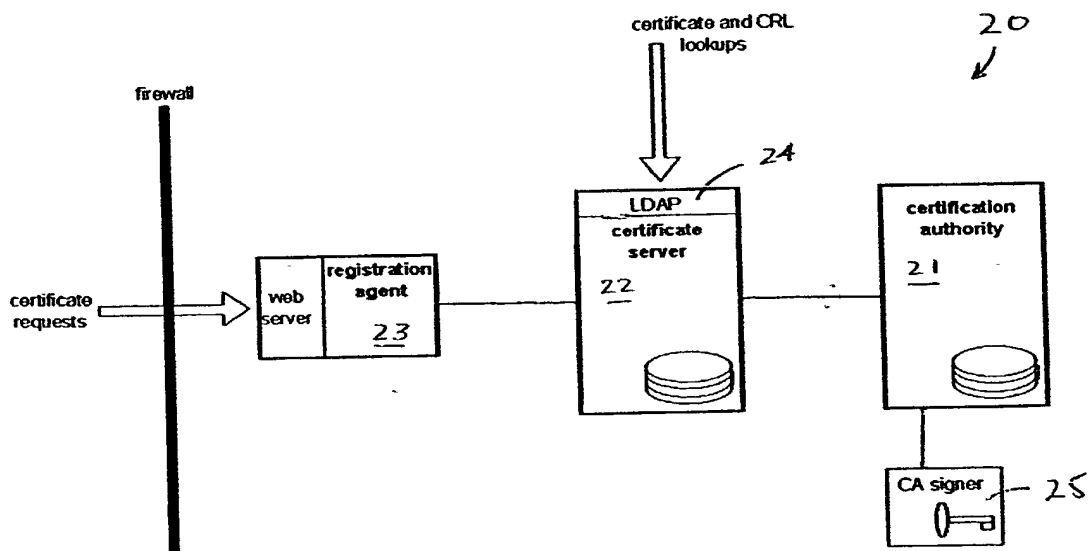 certificate and CRL
lookups
20
firewall
24
LDAP
certificate
server
22
certification
authority
21
registration
agent
23
web
server
certificate
requests
CA signer
25